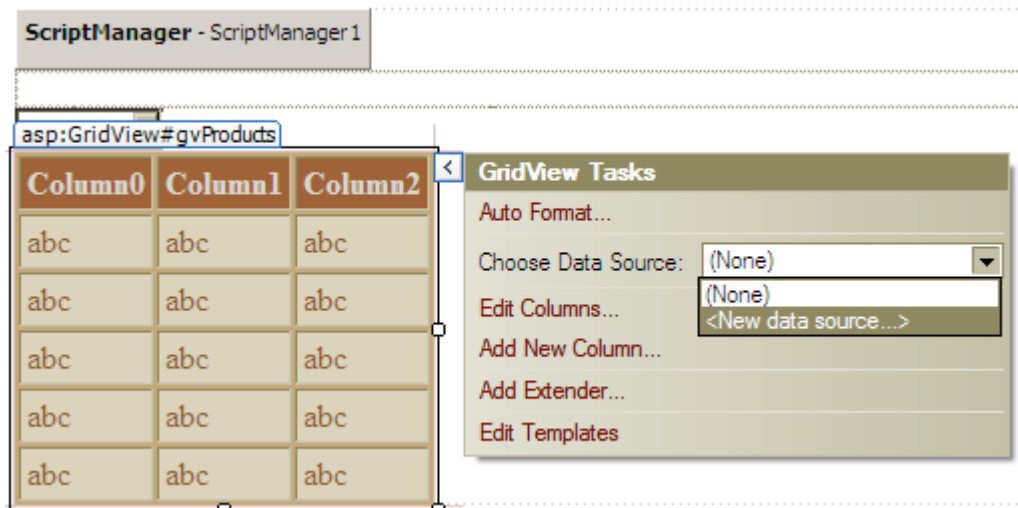 ScriptManager - ScriptManager1
asp:GridView#gvProducts
Column0 Column1 Column2
abc abc abc
abc abc abc
abc abc abc
abc abc abc
abc abc abc
<
GridView Tasks
Auto Format...
Choose Data Source: (None)
(None)
<New data source...>
Edit Columns...
Add New Column...
Add Extender...
Edit Templates